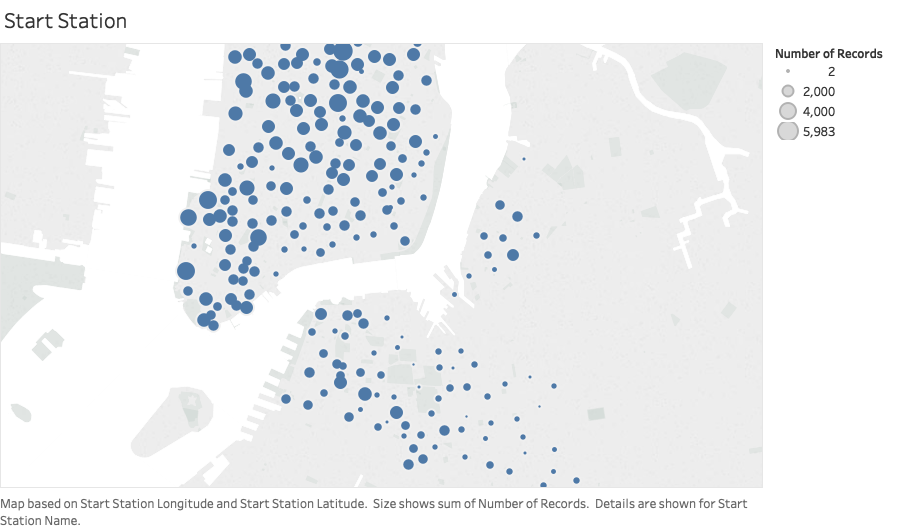 Start Station
Number of Records
2
2,000
4,000
5,983
Map based on Start Station Longitude and Start Station Latitude.  Size shows sum of Number of Records.  Details are shown for Start
Station Name.